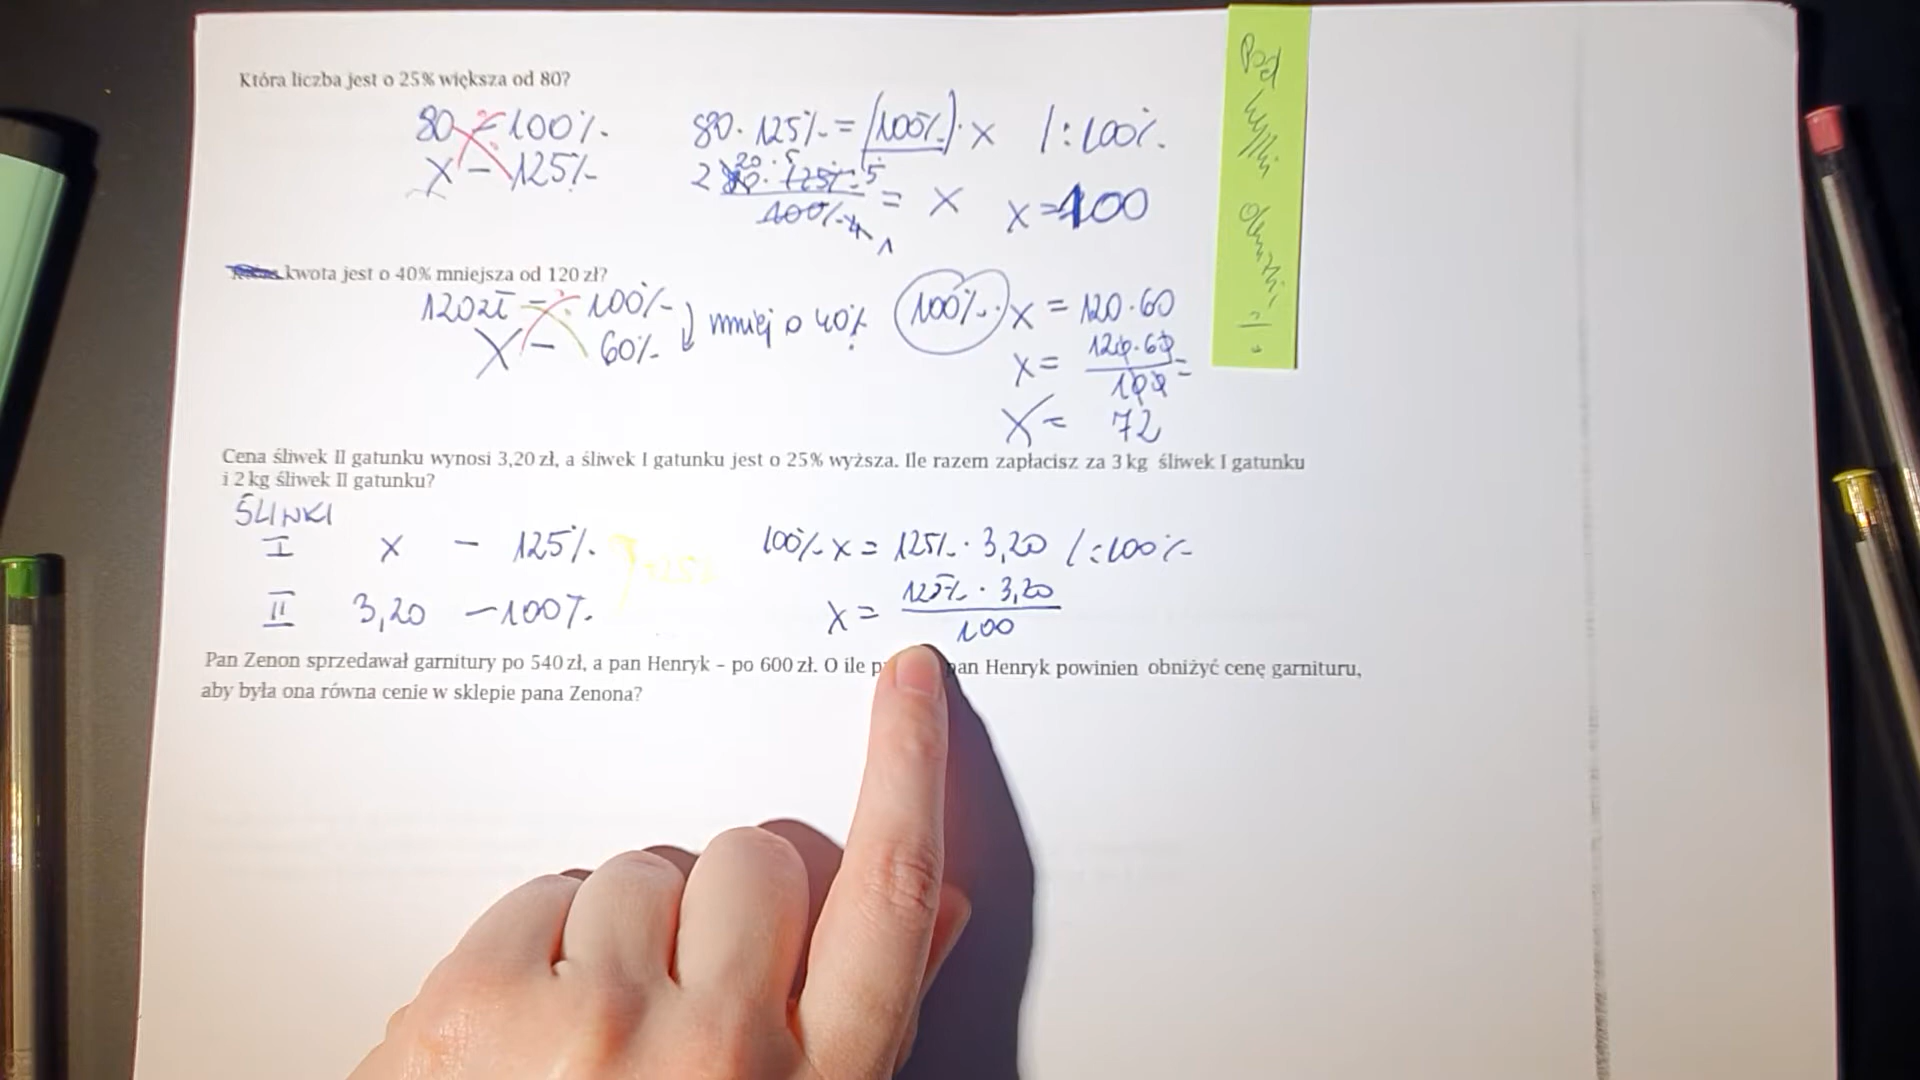 Która liczba jest o 25% większa od 80?
80 - 100%
x - 125%
80 · 125% = 100% · x /:100%
= x x = 100
kwota jest o 40% mniejsza od 120 zł?
120 zł - 100%
x - 60%
mniej o 40%
100% · x = 120 · 60
x = 120 · 60 / 100 =
x = 72
Cena śliwek II gatunku wynosi 3,20 zł, a śliwek I gatunku jest o 25% wyższa. Ile razem zapłacisz za 3 kg śliwek I gatunku
i 2 kg śliwek II gatunku?
I x - 125%
II 3,20 - 100%
100% x = 125% · 3,20 /:100%
x = 125% · 3,20 / 100
Pan Zenon sprzedawał garnitury po 540 zł, a pan Henryk – po 600 zł. O ile pan Henryk powinien obniżyć cenę garnituru,
aby była ona równa cenie w sklepie pana Zenona?
Pod